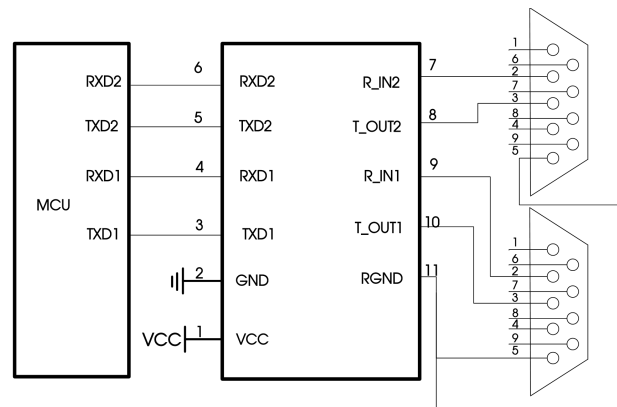 MCU
RXD2
TXD2
RXD1
TXD1
6
5
4
3
2
1
VCC
RXD2
TXD2
RXD1
TXD1
GND
VCC
R_IN2
T_OUT2
R_IN1
T_OUT1
RGND
7
8
9
10
11
1
6
2
7
3
8
4
9
5
1
6
2
7
3
8
4
9
5